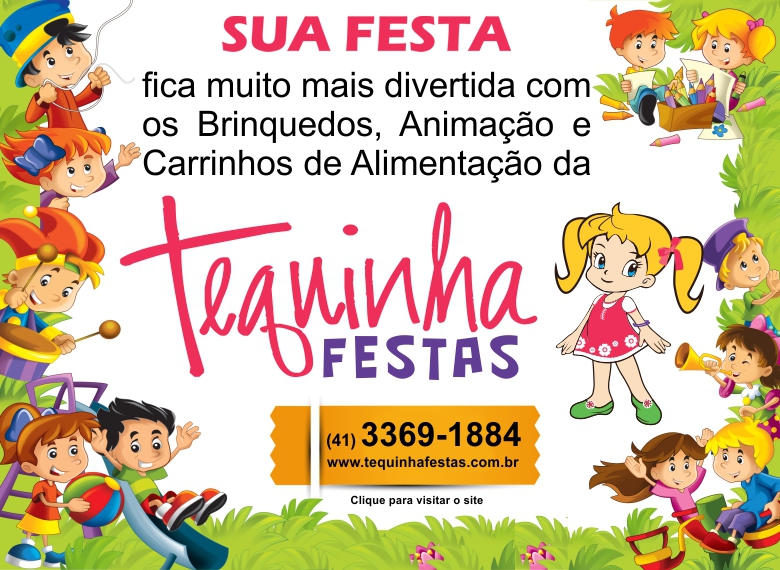 SUA FESTA
fica muito mais divertida com
os Brinquedos, Animação e
Carrinhos de Alimentação da
Tequinha
FESTAS
(41) 3369-1884
www.tequinhafestas.com.br
Clique para visitar o site